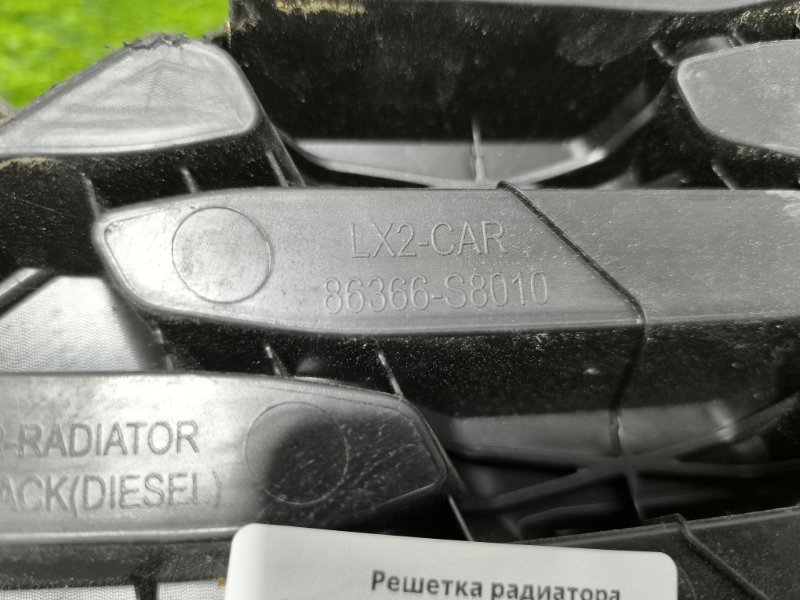 LX2-CAR
86366-S8010
R-RADIATOR
ACK(DIESEL)
Решетка радиатора